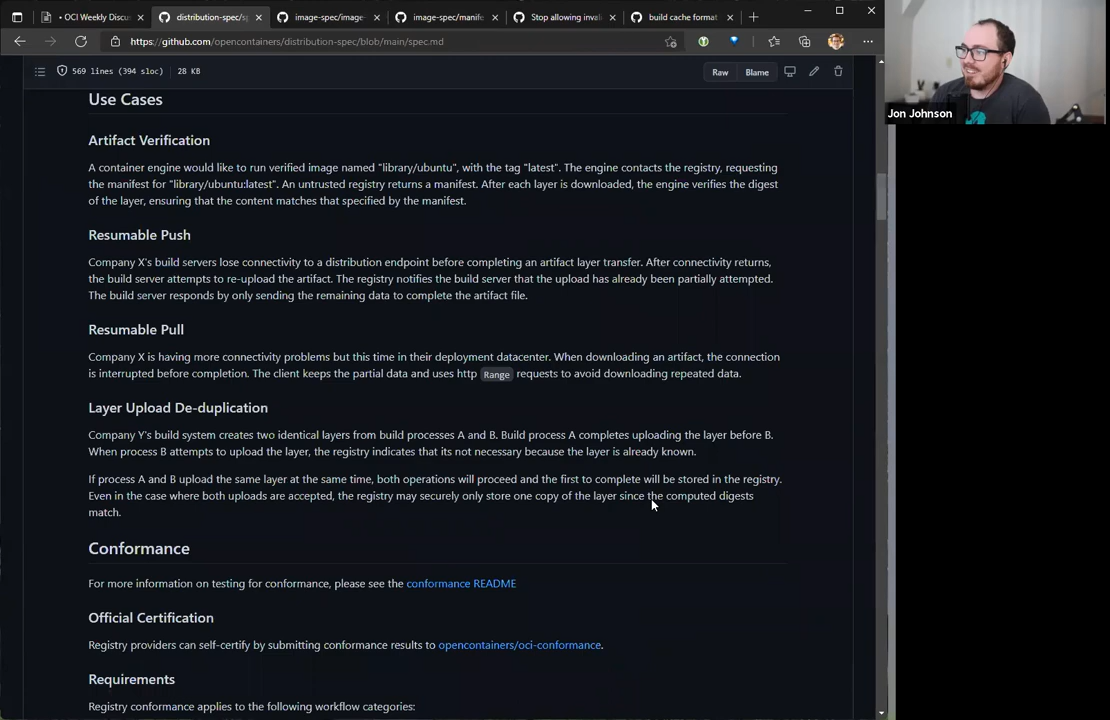 OCI Weekly Discu
distribution-spec/s
image-spec/image-
image-spec/manife
Stop allowing inval
build cache format
https://github.com/opencontainers/distribution-spec/blob/main/spec.md
569 lines (394 sloc)
28 KB
Raw
Blame
Jon Johnson
Use Cases
Artifact Verification
A container engine would like to run verified image named "library/ubuntu", with the tag "latest". The engine contacts the registry, requesting
the manifest for "library/ubuntu:latest". An untrusted registry returns a manifest. After each layer is downloaded, the engine verifies the digest
of the layer, ensuring that the content matches that specified by the manifest.
Resumable Push
Company X's build servers lose connectivity to a distribution endpoint before completing an artifact layer transfer. After connectivity returns,
the build server attempts to re-upload the artifact. The registry notifies the build server that the upload has already been partially attempted.
The build server responds by only sending the remaining data to complete the artifact file.
Resumable Pull
Company X is having more connectivity problems but this time in their deployment datacenter. When downloading an artifact, the connection
is interrupted before completion. The client keeps the partial data and uses http Range requests to avoid downloading repeated data.
Layer Upload De-duplication
Company Y's build system creates two identical layers from build processes A and B. Build process A completes uploading the layer before B.
When process B attempts to upload the layer, the registry indicates that its not necessary because the layer is already known.
If process A and B upload the same layer at the same time, both operations will proceed and the first to complete will be stored in the registry.
Even in the case where both uploads are accepted, the registry may securely only store one copy of the layer since the computed digests
match.
Conformance
For more information on testing for conformance, please see the conformance README
Official Certification
Registry providers can self-certify by submitting conformance results to opencontainers/oci-conformance.
Requirements
Registry conformance applies to the following workflow categories: